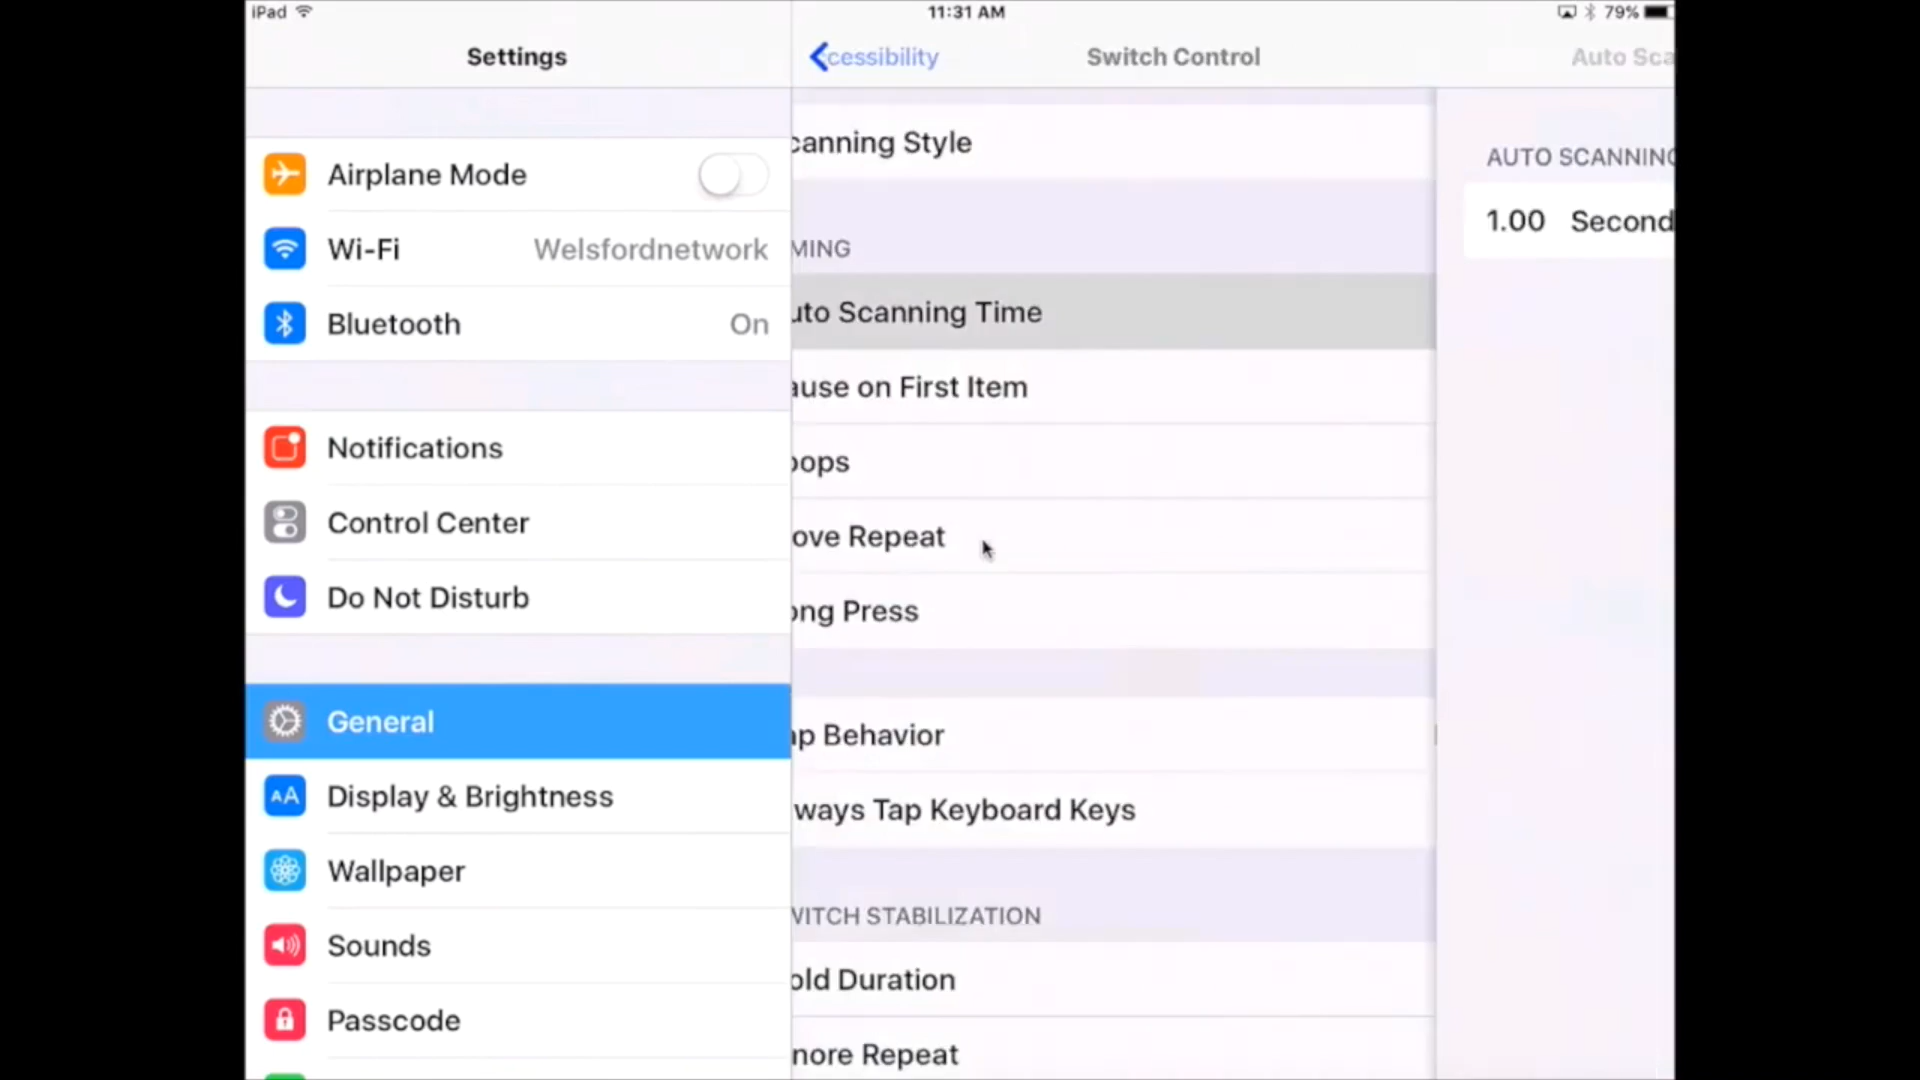 iPad
11:31 AM
79%
Settings
Airplane Mode
Wi-Fi Welsfordnetwork
Bluetooth On
Notifications
Control Center
Do Not Disturb
General
Display & Brightness
Wallpaper
Sounds
Passcode
cessibility
Switch Control
Auto Sca
canning Style
MING
uto Scanning Time
ause on First Item
oops
ove Repeat
ong Press
ap Behavior
ways Tap Keyboard Keys
WITCH STABILIZATION
old Duration
nore Repeat
AUTO SCANNING
1.00 Second